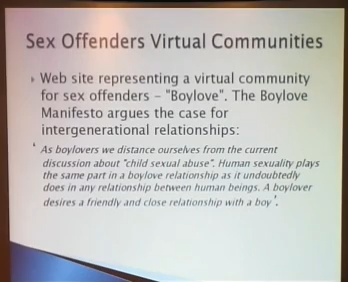 Sex Offenders Virtual Communities
Web site representing a virtual community
for sex offenders – "Boylove". The Boylove
Manifesto argues the case for
intergenerational relationships:
' As boylovers we distance ourselves from the current
discussion about "child sexual abuse". Human sexuality plays
the same part in a boylove relationship as it undoubtedly
does in any relationship between human beings. A boylover
desires a friendly and close relationship with a boy '.